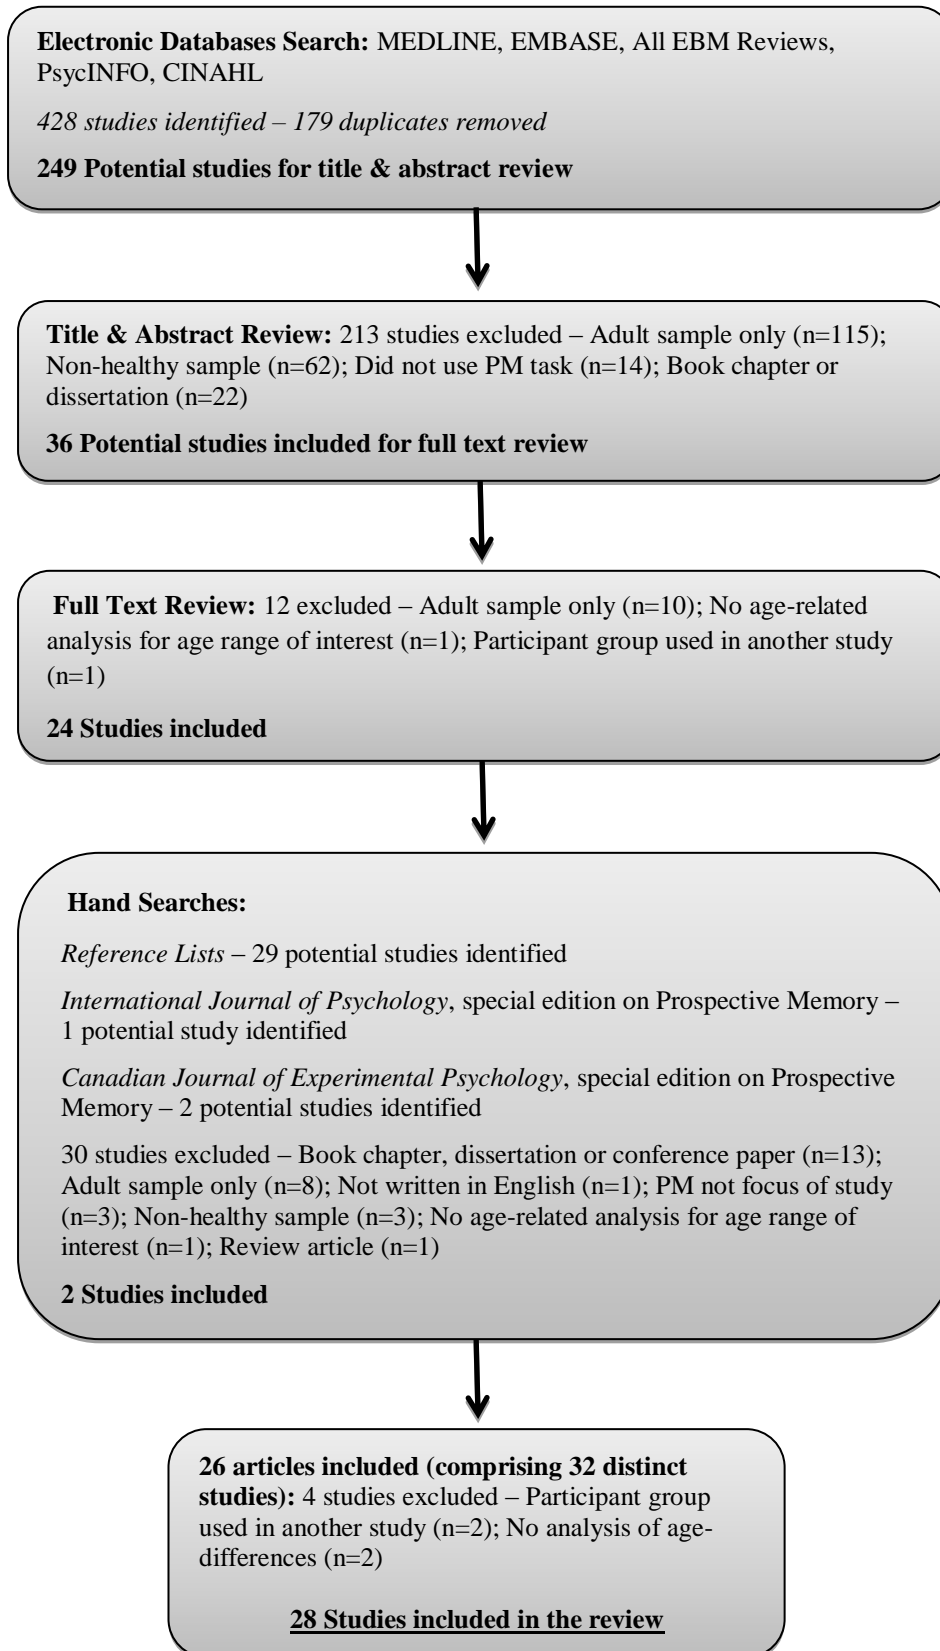 Electronic Databases Search: MEDLINE, EMBASE, All EBM Reviews,
PsycINFO, CINAHL
428 studies identified – 179 duplicates removed
249 Potential studies for title & abstract review
Title & Abstract Review: 213 studies excluded – Adult sample only (n=115);
Non-healthy sample (n=62); Did not use PM task (n=14); Book chapter or
dissertation (n=22)
36 Potential studies included for full text review
Full Text Review: 12 excluded – Adult sample only (n=10); No age-related
analysis for age range of interest (n=1); Participant group used in another study
(n=1)
24 Studies included
Hand Searches:
Reference Lists – 29 potential studies identified
International Journal of Psychology, special edition on Prospective Memory –
1 potential study identified
Canadian Journal of Experimental Psychology, special edition on Prospective
Memory – 2 potential studies identified
30 studies excluded – Book chapter, dissertation or conference paper (n=13);
Adult sample only (n=8); Not written in English (n=1); PM not focus of study
(n=3); Non-healthy sample (n=3); No age-related analysis for age range of
interest (n=1); Review article (n=1)
2 Studies included
26 articles included (comprising 32 distinct
studies): 4 studies excluded – Participant group
used in another study (n=2); No analysis of age-
differences (n=2)
28 Studies included in the review